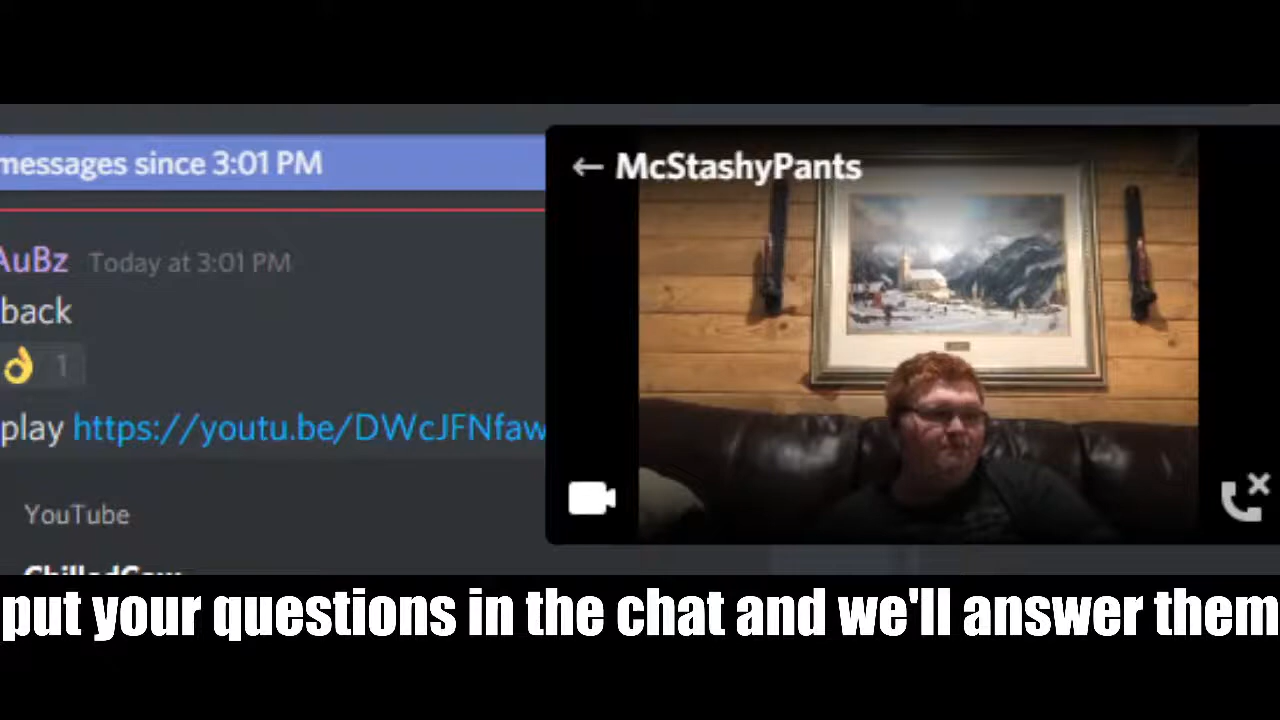 messages since 3:01 PM
← McStashyPants
AuBz Today at 3:01 PM
back
👌 1
play https://youtu.be/DWcJFNfaw
YouTube
put your questions in the chat and we'll answer them